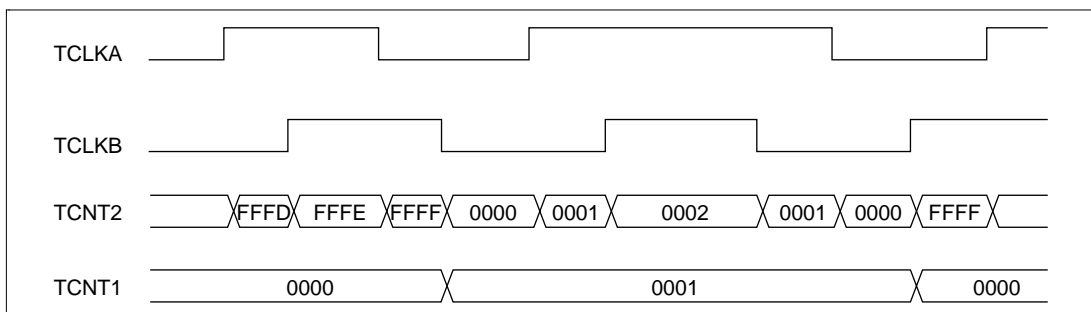 TCLKA
TCLKB
TCNT2 FFFD FFFE FFFF 0000 0001 0002 0001 0000 FFFF
TCNT1 0000 0001 0000